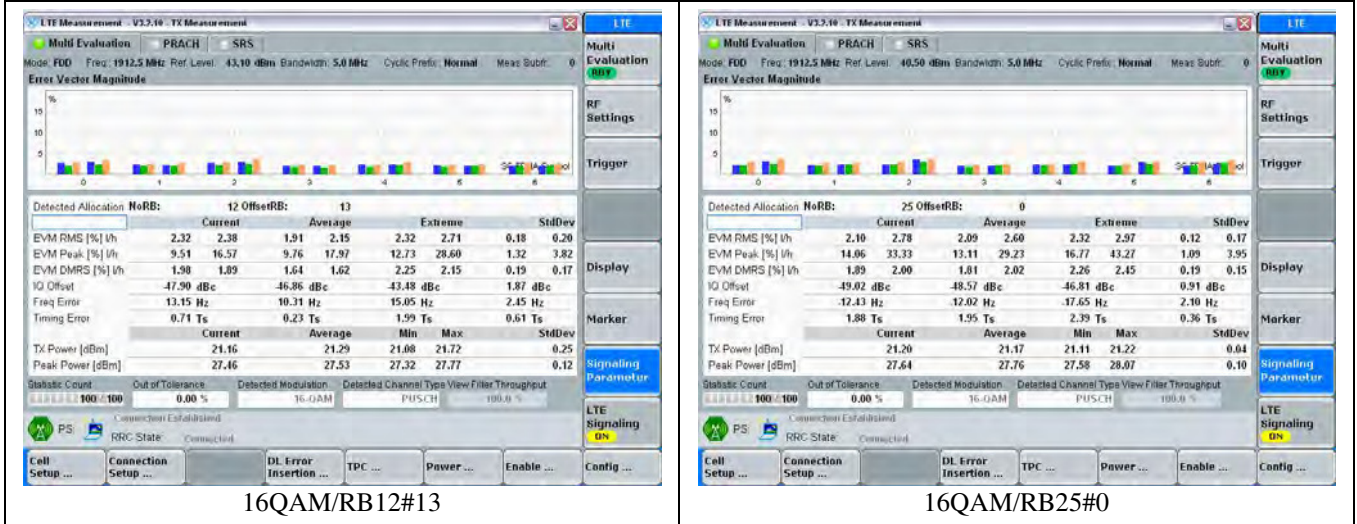 LTE Measurement - V3.2.10 - TX Measurement
LTE
Multi Evaluation PRACH SRS
Multi Evaluation
RDY
Mode: FDD Freq.: 1912.5 MHz Ref. Level: 43.10 dBm Bandwidth: 5.0 MHz Cyclic Prefix: Normal Meas Subfr.: 0
Error Vector Magnitude
%
15
10
5
0 1 2 3 4 5 6
RF Settings
Trigger
Detected Allocation NoRB: 12 OffsetRB: 13
Current Average Extreme StdDev
EVM RMS [%] l/h 2.32 2.38 1.91 2.15 2.32 2.71 0.18 0.20
EVM Peak [%] l/h 9.51 16.57 9.76 17.97 12.73 28.60 1.32 3.82
EVM DMRS [%] l/h 1.98 1.89 1.64 1.62 2.25 2.15 0.19 0.17
IQ Offset -47.90 dBc -46.86 dBc -43.48 dBc 1.87 dBc
Freq Error 13.15 Hz 10.31 Hz 15.05 Hz 2.45 Hz
Timing Error 0.71 Ts 0.23 Ts 1.99 Ts 0.61 Ts
Current Average Min Max StdDev
TX Power [dBm] 21.16 21.29 21.08 21.72 0.25
Peak Power [dBm] 27.46 27.53 27.32 27.77 0.12
Statistic Count Out of Tolerance Detected Modulation Detected Channel Type View Filter Throughput
100 / 100 0.00 % 16-QAM PUSCH 100.0 %
PS Connection Established
RRC State: Connected
Display
Marker
Signaling Parameter
LTE Signaling
ON
Cell Setup ... Connection Setup ... DL Error Insertion ... TPC ... Power ... Enable ... Config ...
16QAM/RB12#13
LTE Measurement - V3.2.10 - TX Measurement
LTE
Multi Evaluation PRACH SRS
Multi Evaluation
RDY
Mode: FDD Freq.: 1912.5 MHz Ref. Level: 40.50 dBm Bandwidth: 5.0 MHz Cyclic Prefix: Normal Meas Subfr.: 0
Error Vector Magnitude
%
15
10
5
0 1 2 3 4 5 6
RF Settings
Trigger
Detected Allocation NoRB: 25 OffsetRB: 0
Current Average Extreme StdDev
EVM RMS [%] l/h 2.10 2.78 2.09 2.60 2.32 2.97 0.12 0.17
EVM Peak [%] l/h 14.06 33.33 13.11 29.23 16.77 43.27 1.09 3.95
EVM DMRS [%] l/h 1.89 2.00 1.81 2.02 2.26 2.45 0.19 0.15
IQ Offset -49.02 dBc -48.57 dBc -46.81 dBc 0.91 dBc
Freq Error -12.43 Hz -12.02 Hz -17.65 Hz 2.10 Hz
Timing Error 1.88 Ts 1.95 Ts 2.39 Ts 0.36 Ts
Current Average Min Max StdDev
TX Power [dBm] 21.20 21.17 21.11 21.22 0.04
Peak Power [dBm] 27.64 27.76 27.58 28.07 0.10
Statistic Count Out of Tolerance Detected Modulation Detected Channel Type View Filter Throughput
100 / 100 0.00 % 16-QAM PUSCH 100.0 %
PS Connection Established
RRC State: Connected
Display
Marker
Signaling Parameter
LTE Signaling
ON
Cell Setup ... Connection Setup ... DL Error Insertion ... TPC ... Power ... Enable ... Config ...
16QAM/RB25#0